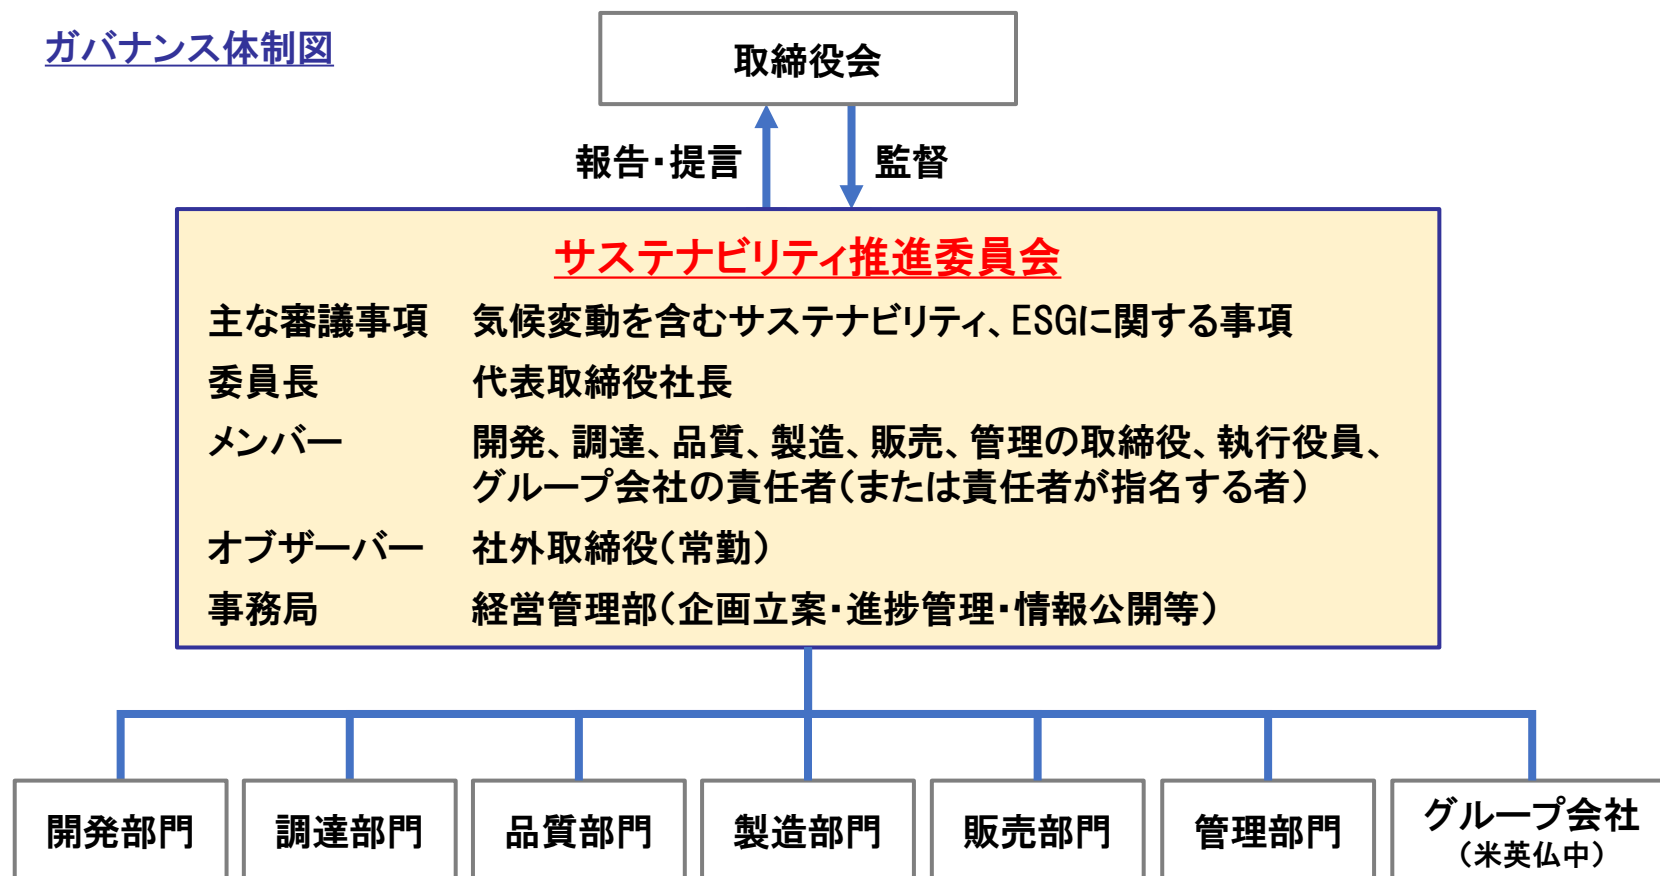 ガバナンス体制図
取締役会
報告・提言
監督
サステナビリティ推進委員会
主な審議事項 気候変動を含むサステナビリティ、ESGに関する事項
委員長 代表取締役社長
メンバー 開発、調達、品質、製造、販売、管理の取締役、執行役員、
グループ会社の責任者(または責任者が指名する者)
オブザーバー 社外取締役(常勤)
事務局 経営管理部(企画立案・進捗管理・情報公開等)
開発部門
調達部門
品質部門
製造部門
販売部門
管理部門
グループ会社
(米英仏中)